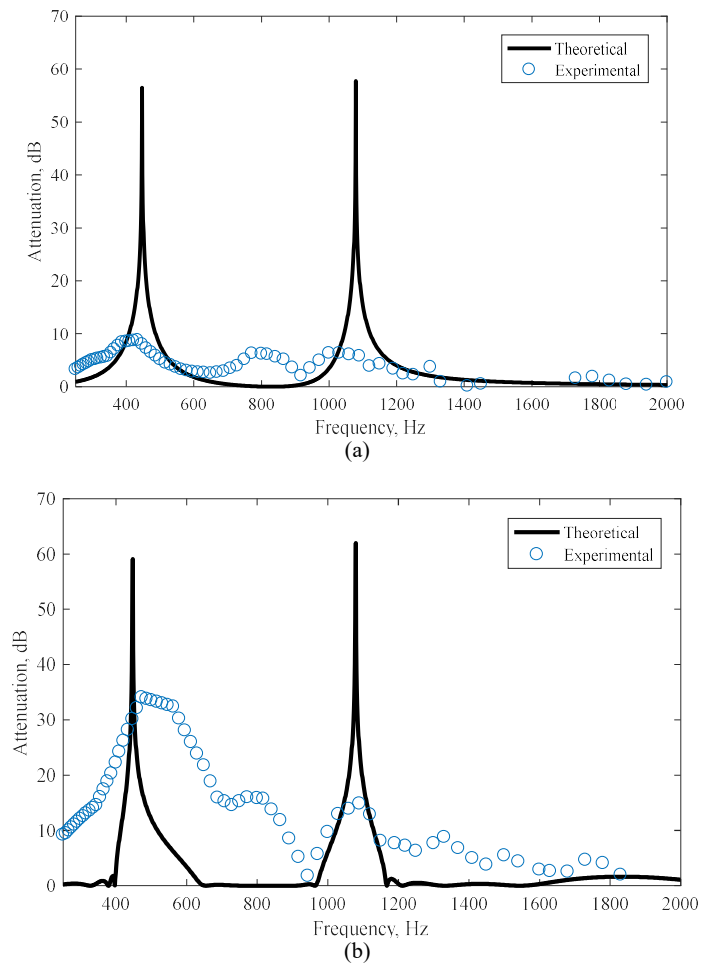 70
60
50
40
30
20
10
0
Attenuation, dB
Theoretical
Experimental
400 600 800 1000 1200 1400 1600 1800 2000
Frequency, Hz
(a)
70
60
50
40
30
20
10
0
Attenuation, dB
Theoretical
Experimental
400 600 800 1000 1200 1400 1600 1800 2000
Frequency, Hz
(b)